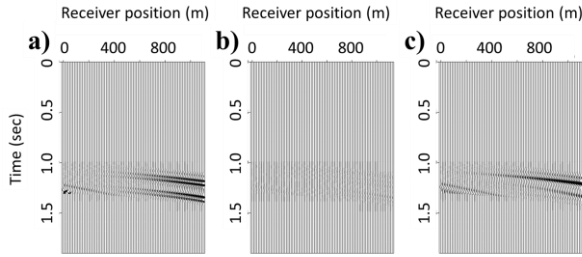 Receiver position (m) Receiver position (m) Receiver position (m)
a) 0 400 800 b) 0 400 800 c) 0 400 800
0 0 0
0.5 0.5 0.5
Time (sec)
1.0 1.0 1.0
1.5 1.5 1.5